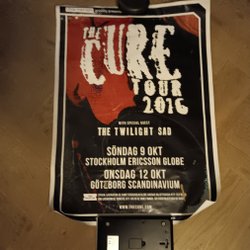 THE
CURE
TOUR
2016
WITH SPECIAL GUEST
THE TWILIGHT SAD
SÖNDAG 9 OKT
STOCKHOLM ERICSSON GLOBE
ONSDAG 12 OKT
GÖTEBORG SCANDINAVIUM
WWW.THECURE.COM